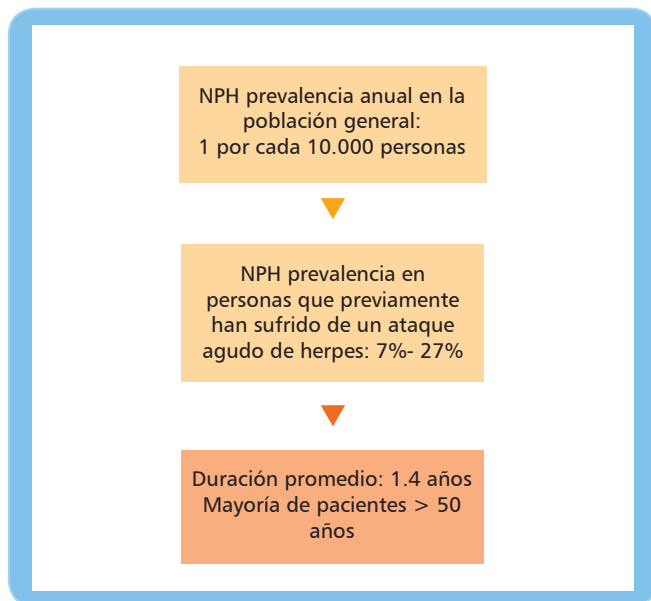 NPH prevalencia anual en la
población general:
1 por cada 10.000 personas
NPH prevalencia en
personas que previamente
han sufrido de un ataque
agudo de herpes: 7%- 27%
Duración promedio: 1.4 años
Mayoría de pacientes > 50
años